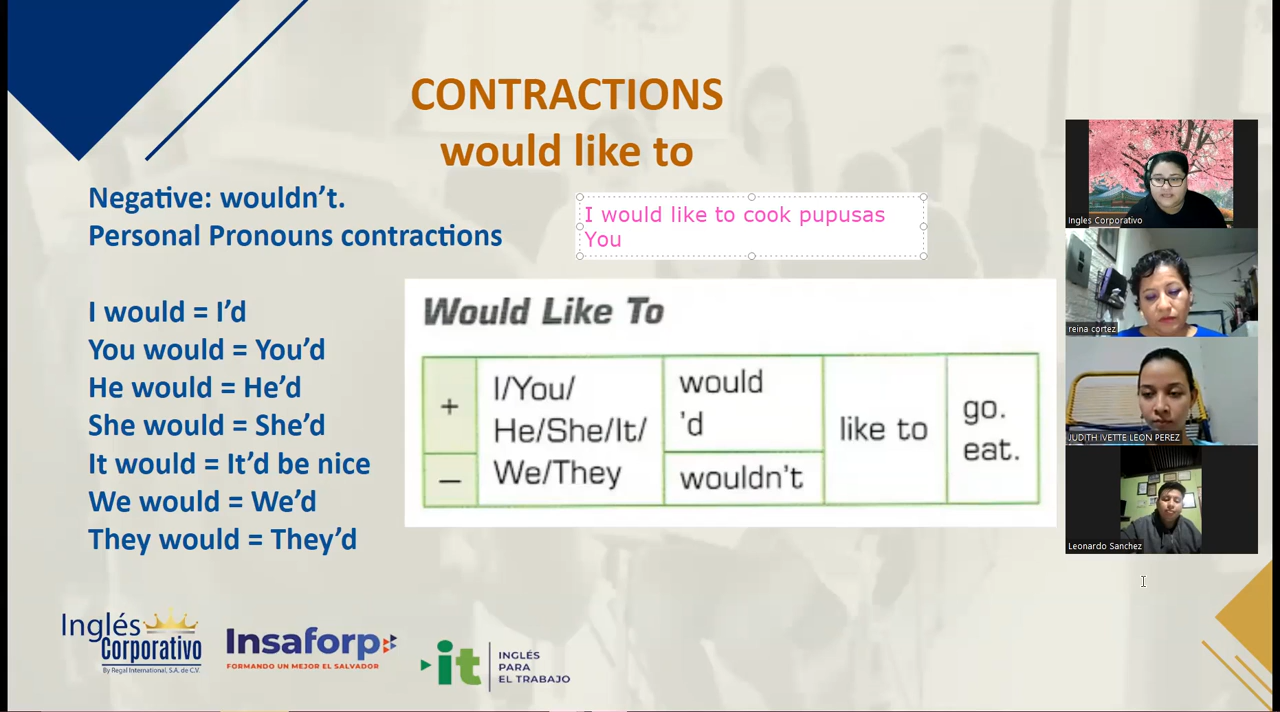 CONTRACTIONS
would like to
Negative: wouldn't.
Personal Pronouns contractions
I would like to cook pupusas
You
I would = I'd
You would = You'd
He would = He'd
She would = She'd
It would = It'd be nice
We would = We'd
They would = They'd
Would Like To
+
I/You/
He/She/It/
We/They
–
would
'd
wouldn't
like to
go.
eat.
Ingles Corporativo
reina cortez
JUDITH IVETTE LEON PEREZ
Leonardo Sanchez
Inglés
Corporativo
By Regal International, S.A. de C.V.
Insaforp
FORMANDO UN MEJOR EL SALVADOR
it
INGLÉS
PARA
EL TRABAJO